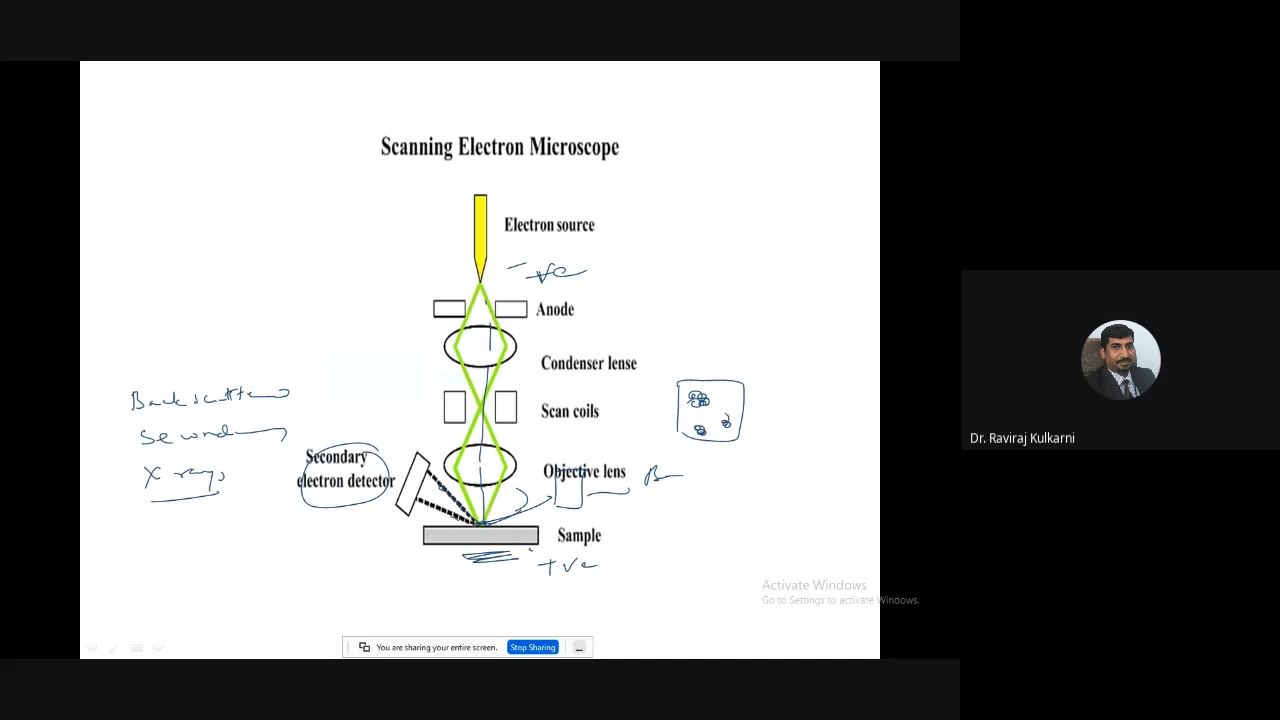 Scanning Electron Microscope
Electron source
-ve
Anode
Condenser lense
Scan coils
Back scatt
Secondary
X rays
Secondary
electron detector
Objective lens
Sample
+ve
Dr. Raviraj Kulkarni
Activate Windows
Go to Settings to activate Windows.
You are sharing your entire screen.
Stop Sharing